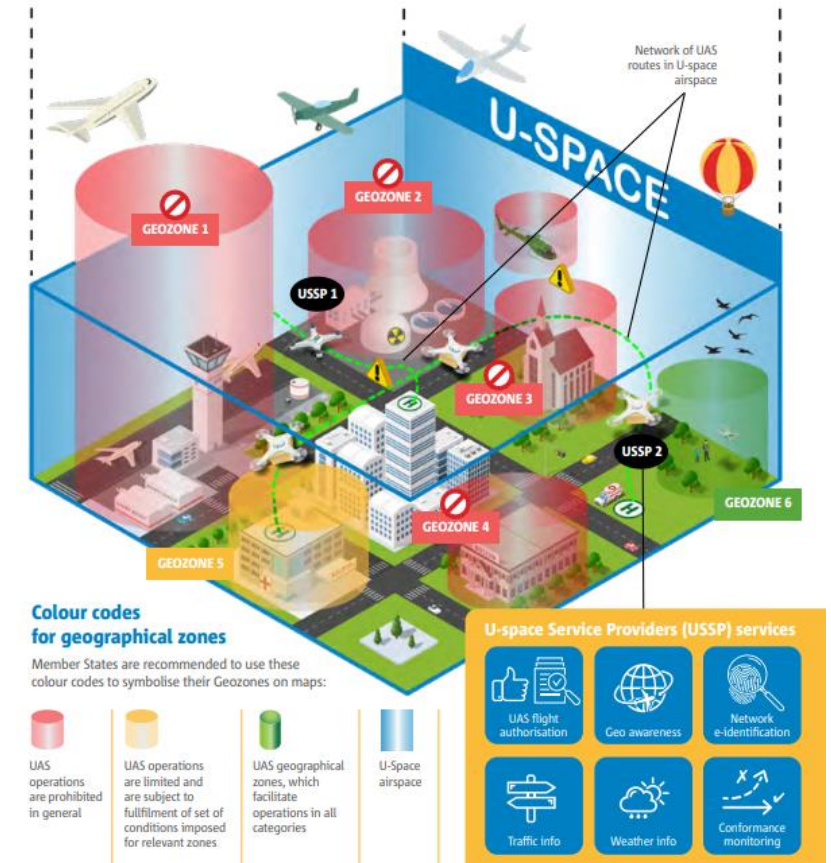 Network of UAS
routes in U-space
airspace
U-SPACE
GEOZONE 1
GEOZONE 2
USSP 1
GEOZONE 3
H
USSP 2
H
GEOZONE 6
GEOZONE 4
H
GEOZONE 5
Colour codes
for geographical zones
Member States are recommended to use these
colour codes to symbolise their Geozones on maps:
UAS
operations
are prohibited
in general
UAS operations
are limited and
are subject to
fullfilment of set of
conditions imposed
for relevant zones
UAS geographical
zones, which
facilitate
operations in all
categories
U-Space
airspace
U-space Service Providers (USSP) services
UAS flight
authorisation
Geo awareness
Network
e-identification
Traffic info
Weather info
Conformance
monitoring